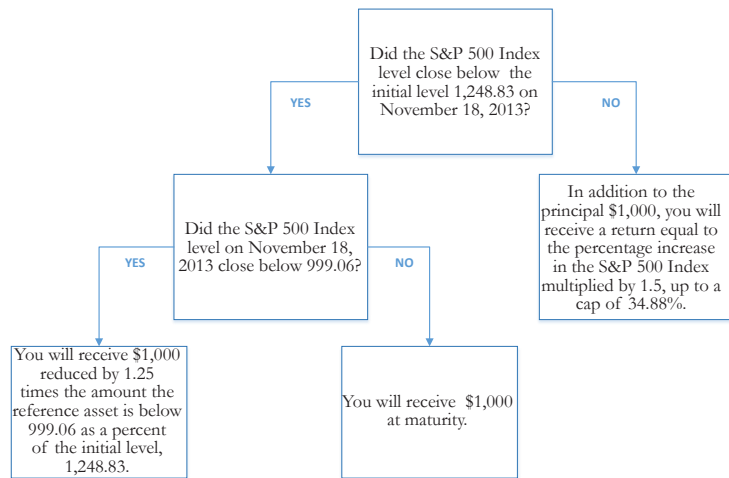 Did the S&P 500 Index
level close below the
initial level 1,248.83 on
November 18, 2013?
YES
NO
Did the S&P 500 Index
level on November 18,
2013 close below 999.06?
In addition to the
principal $1,000, you will
receive a return equal to
the percentage increase
in the S&P 500 Index
multiplied by 1.5, up to a
cap of 34.88%.
YES
NO
You will receive $1,000
reduced by 1.25
times the amount the
reference asset is below
999.06 as a percent
of the initial level,
1,248.83.
You will receive $1,000
at maturity.